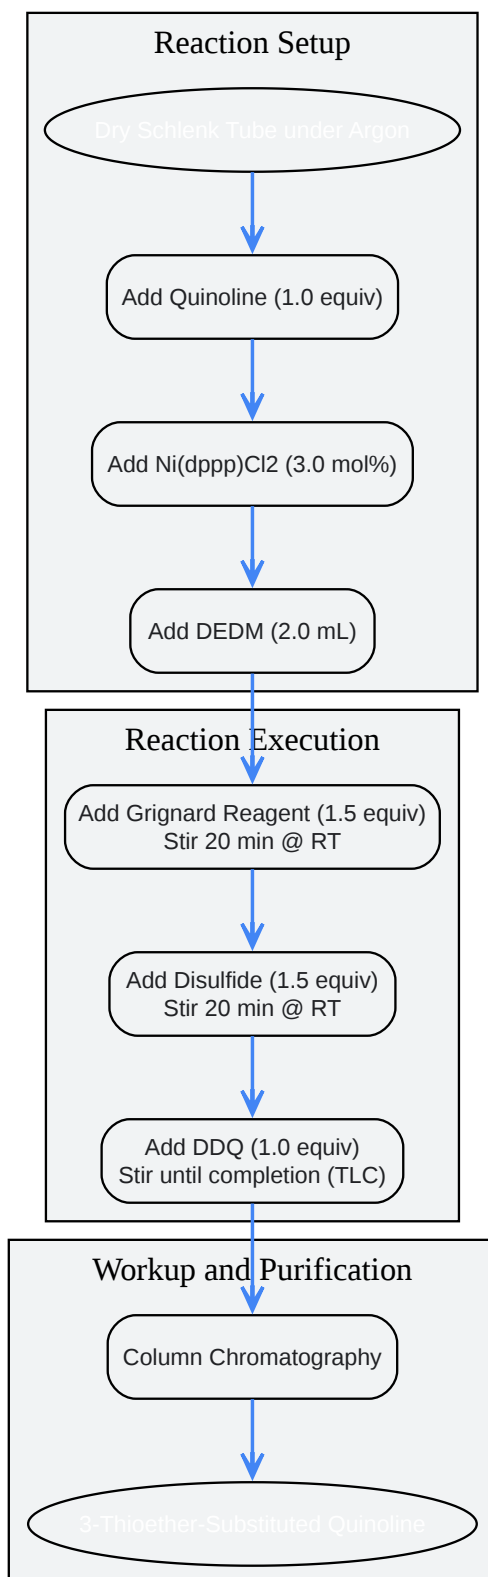 Reaction Setup
Dry Schlenk Tube under Argon
Add Quinoline (1.0 equiv)
Add Ni(dppp)Cl2 (3.0 mol%)
Add DEDM (2.0 mL)
Reaction Execution
Add Grignard Reagent (1.5 equiv)
Stir 20 min @ RT
Add Disulfide (1.5 equiv)
Stir 20 min @ RT
Add DDQ (1.0 equiv)
Stir until completion (TLC)
Workup and Purification
Column Chromatography
3-Thioether-Substituted Quinoline